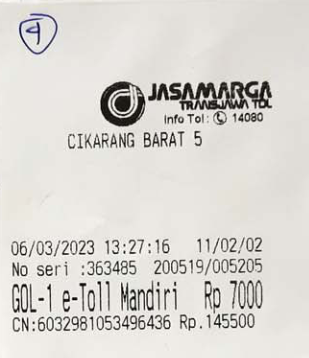 4
JASAMARGA
TRANSJAWA TOL
Info Tol: 14080
CIKARANG BARAT 5
06/03/2023 13:27:16 11/02/02
No seri :363485 200519/005205
GOL-1 e-Toll Mandiri Rp 7000
CN:6032981053496436 Rp.145500